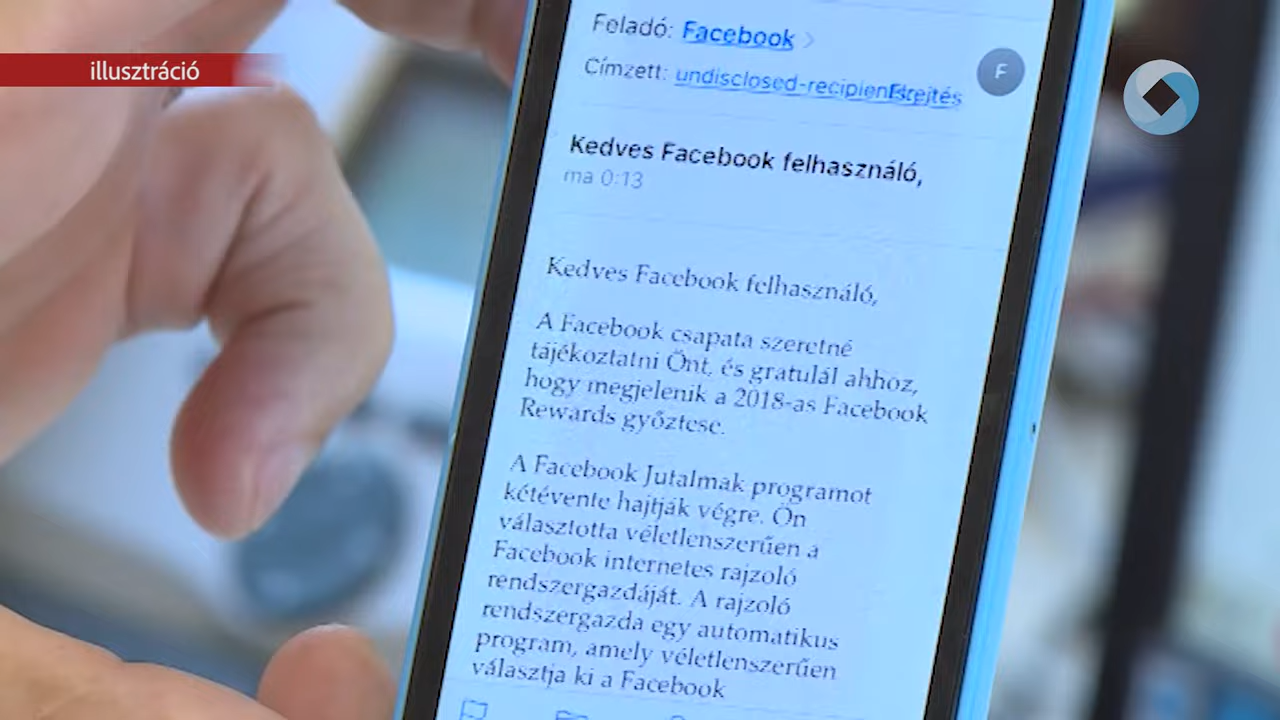 illusztráció
Feladó: Facebook
Címzett: undisclosed-recipients Elrejtés
F
Kedves Facebook felhasználó,
ma 0:13
Kedves Facebook felhasználó,
A Facebook csapata szeretné
tájékoztatni Önt, és gratulál ahhoz,
hogy megjelenik a 2018-as Facebook
Rewards győztese.
A Facebook Jutalmak programot
kétévente hajtják végre. Ön
választotta véletlenszerűen a
Facebook internetes rajzoló
rendszergazdáját. A rajzoló
rendszergazda egy automatikus
program, amely véletlenszerűen
választja ki a Facebook